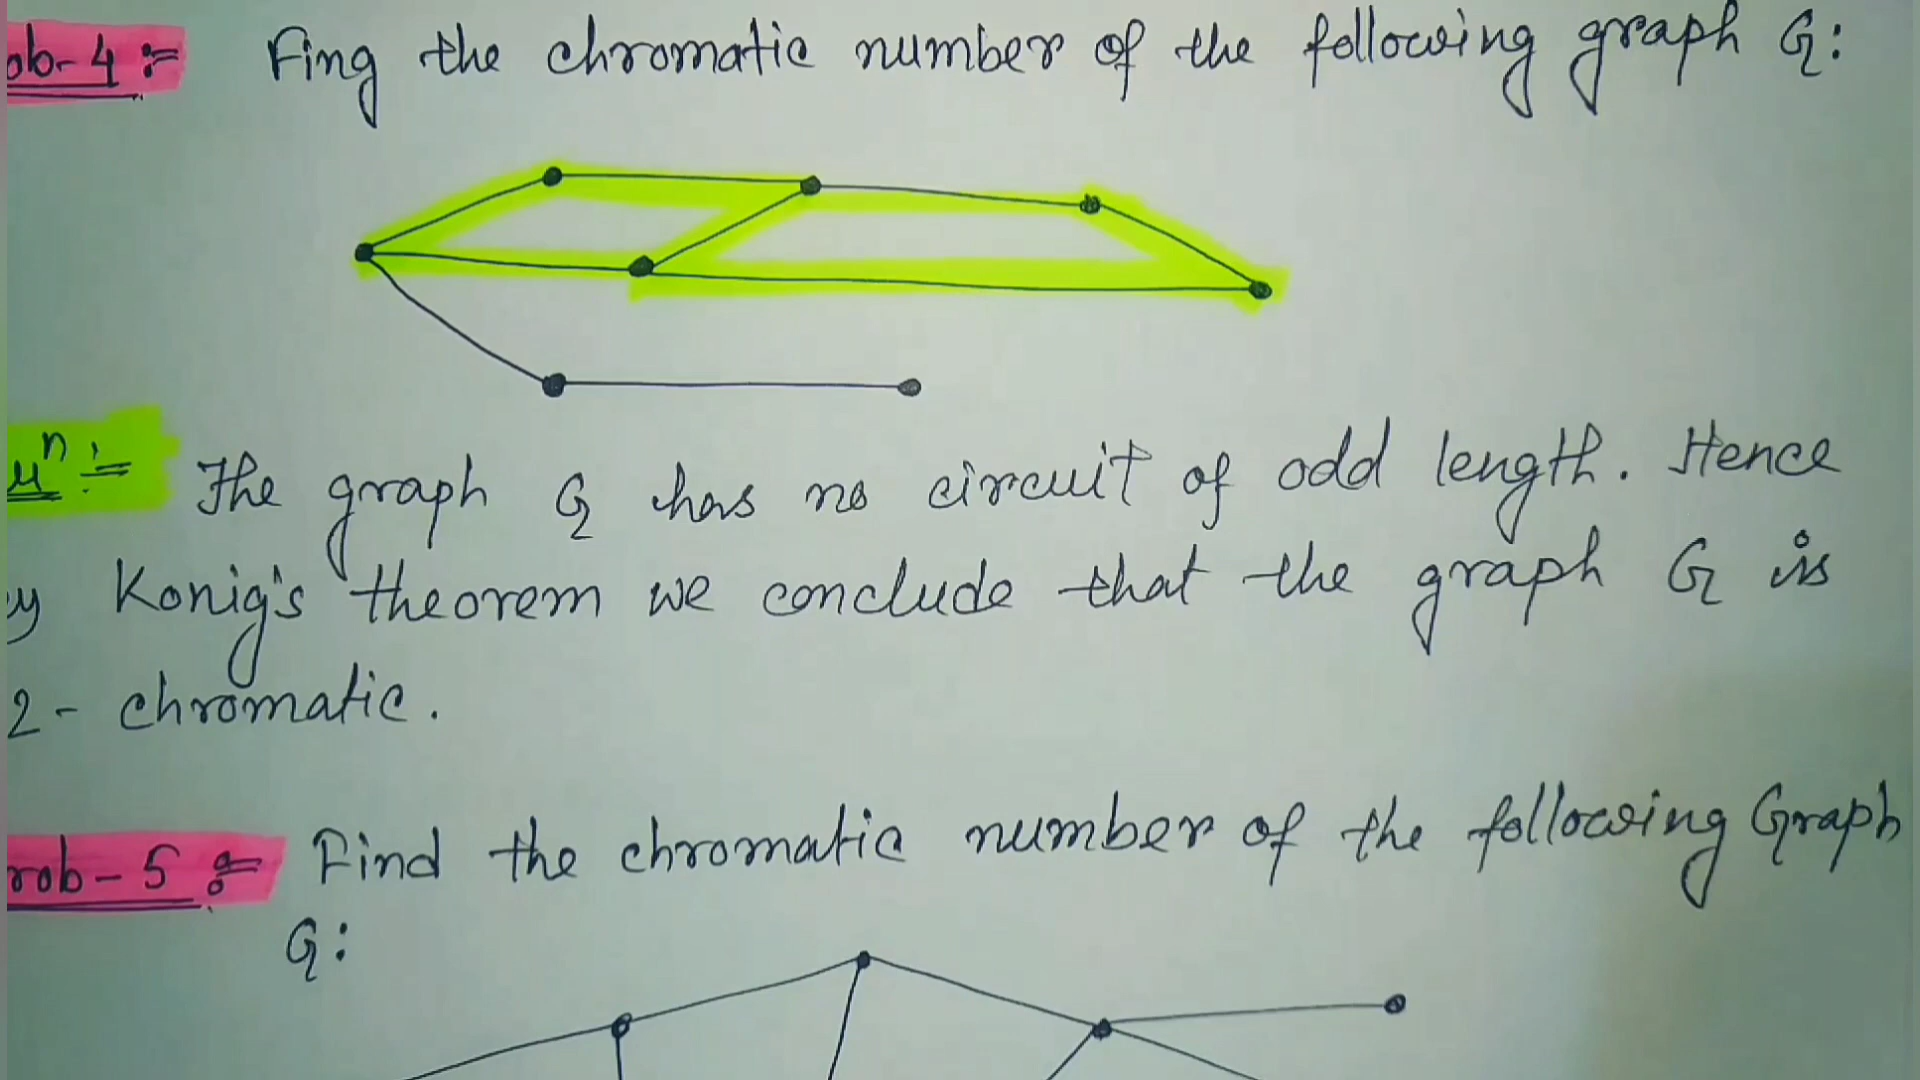 ob-4 := Fing the chromatic number of the following graph G:
n := The graph G has no circuit of odd length. Hence
y Konig's theorem we conclude that the graph G is
2- chromatic.
rob-5 := Find the chromatic number of the following Graph
G: